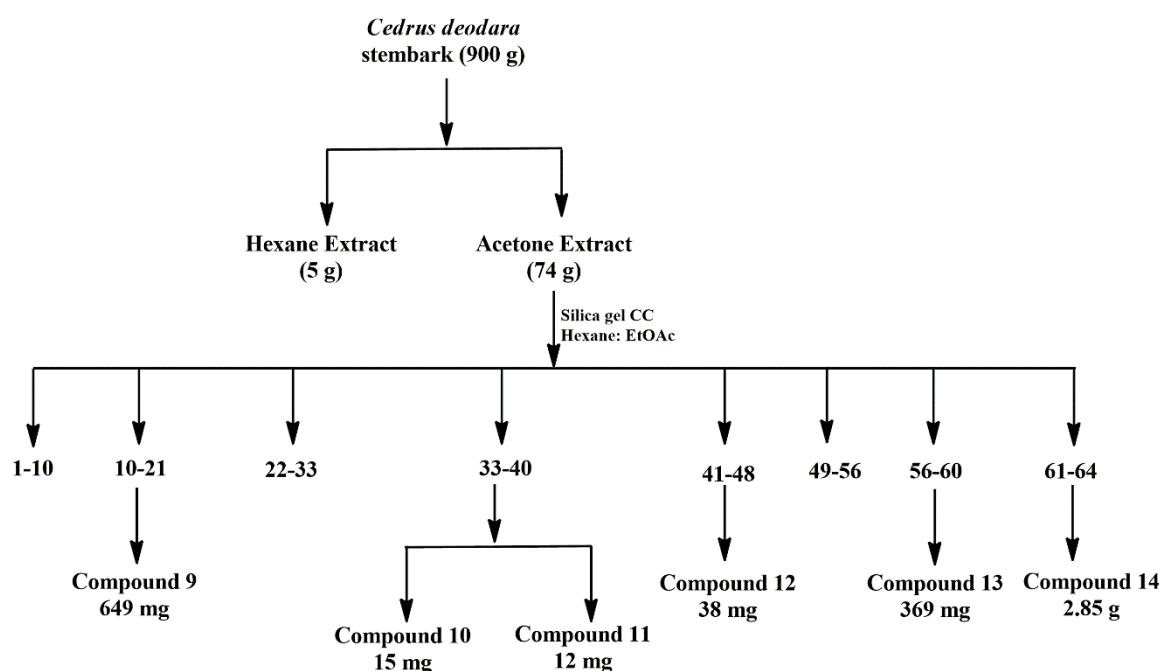 Cedrus deodara
stembark (900 g)
Hexane Extract
(5 g)
Acetone Extract
(74 g)
Silica gel CC
Hexane: EtOAc
1-10
10-21
22-33
33-40
41-48
49-56
56-60
61-64
Compound 9
649 mg
Compound 10
15 mg
Compound 11
12 mg
Compound 12
38 mg
Compound 13
369 mg
Compound 14
2.85 g